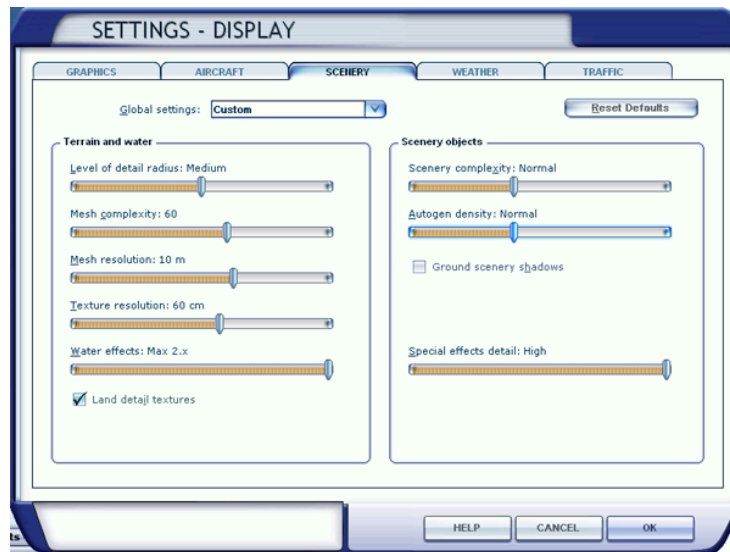 SETTINGS - DISPLAY
GRAPHICS
AIRCRAFT
SCENERY
WEATHER
TRAFFIC
Global settings: Custom
Reset Defaults
Terrain and water
Level of detail radius: Medium
Mesh complexity: 60
Mesh resolution: 10 m
Texture resolution: 60 cm
Water effects: Max 2.x
Land detail textures
Scenery objects
Scenery complexity: Normal
Autogen density: Normal
Ground scenery shadows
Special effects detail: High
ts
HELP
CANCEL
OK